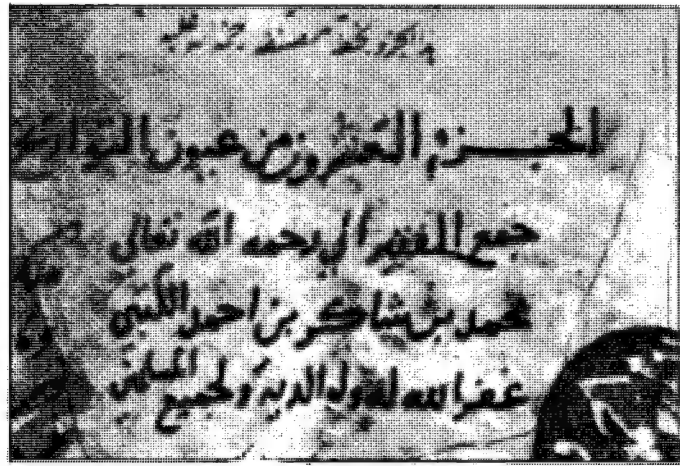 الجزء العشرون من عيون التواريخ
جمع الفقير الى رحمه الله تعالى
محمد بن شاكر بن احمد الكتبي
غفر الله له ولوالديه ولجميع المسلمين